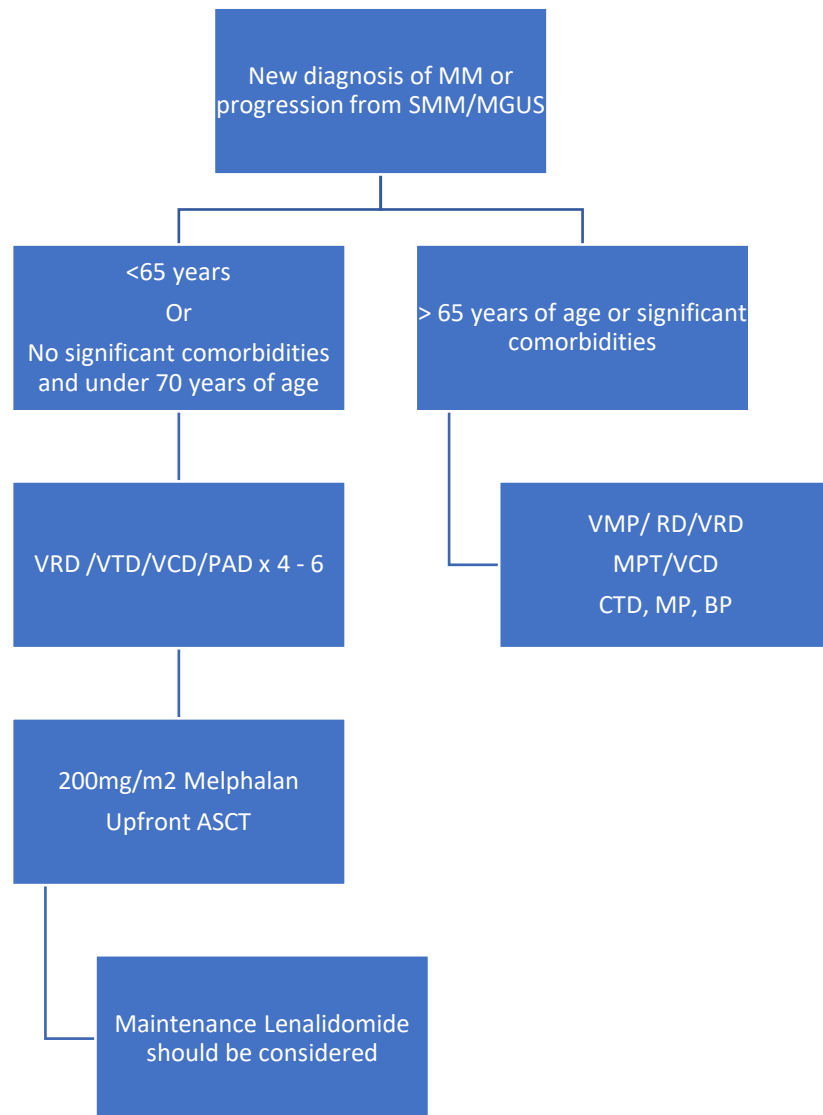 New diagnosis of MM or
progression from SMM/MGUS
<65 years
Or
No significant comorbidities
and under 70 years of age
> 65 years of age or significant
comorbidities
VRD /VTD/VCD/PAD x 4 - 6
VMP/ RD/VRD
MPT/VCD
CTD, MP, BP
200mg/m2 Melphalan
Upfront ASCT
Maintenance Lenalidomide
should be considered